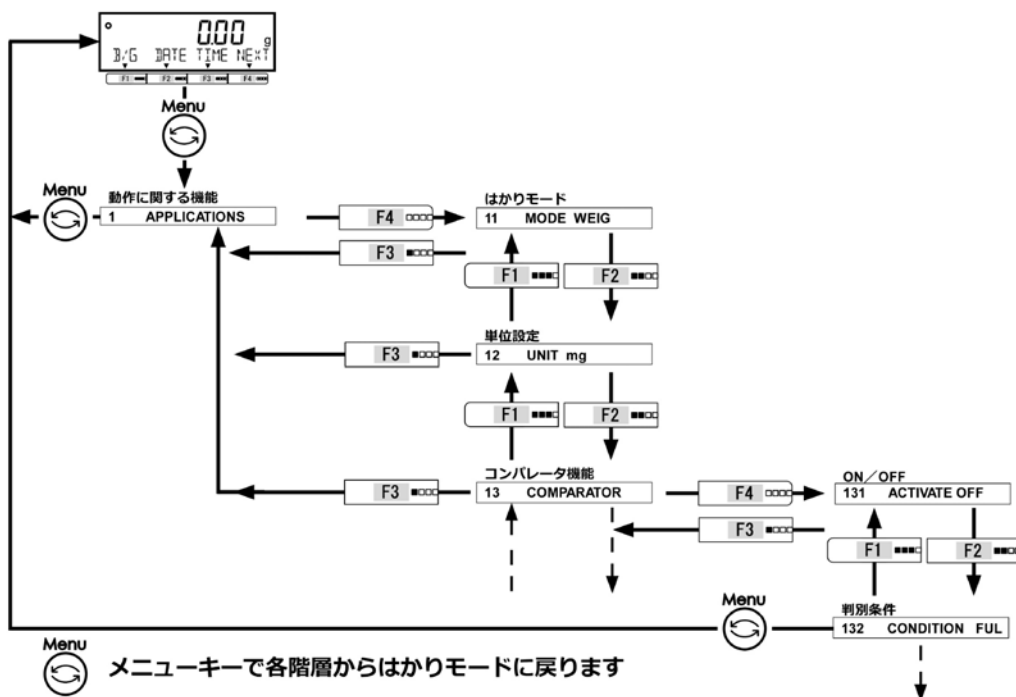 0.00 g
B/G DATE TIME NEXT
F1 F2 F3 F4
Menu
Menu
動作に関する機能
1 APPLICATIONS
F4
はかりモード
11 MODE WEIG
F3
F1
F2
単位設定
F3
12 UNIT mg
F1
F2
コンパレータ機能
F3
13 COMPARATOR
F4
ON/OFF
131 ACTIVATE OFF
F3
F1
F2
Menu
判別条件
132 CONDITION FUL
Menu
メニューキーで各階層からはかりモードに戻ります